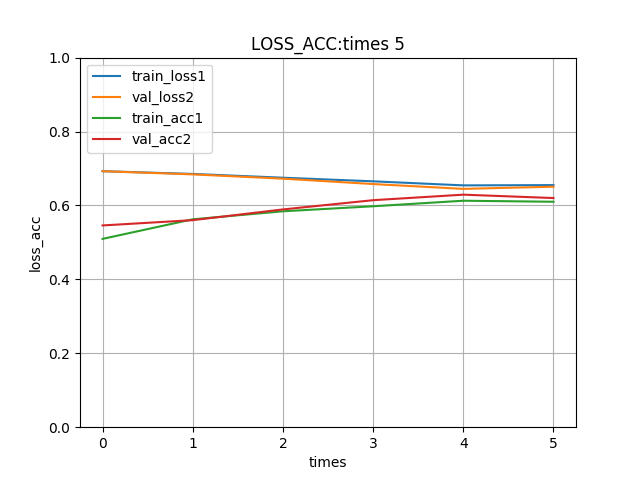 LOSS_ACC:times 5
1.0
0.8
0.6
0.4
0.2
0.0
loss_acc
train_loss1
val_loss2
train_acc1
val_acc2
0 1 2 3 4 5
times